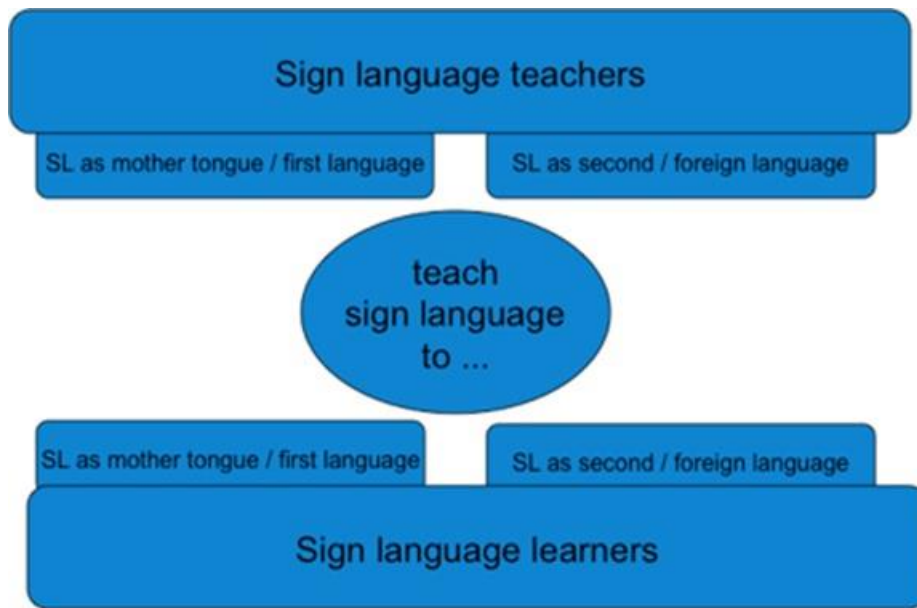 Sign language teachers
SL as mother tongue / first language
SL as second / foreign language
teach
sign language
to ...
SL as mother tongue / first language
SL as second / foreign language
Sign language learners